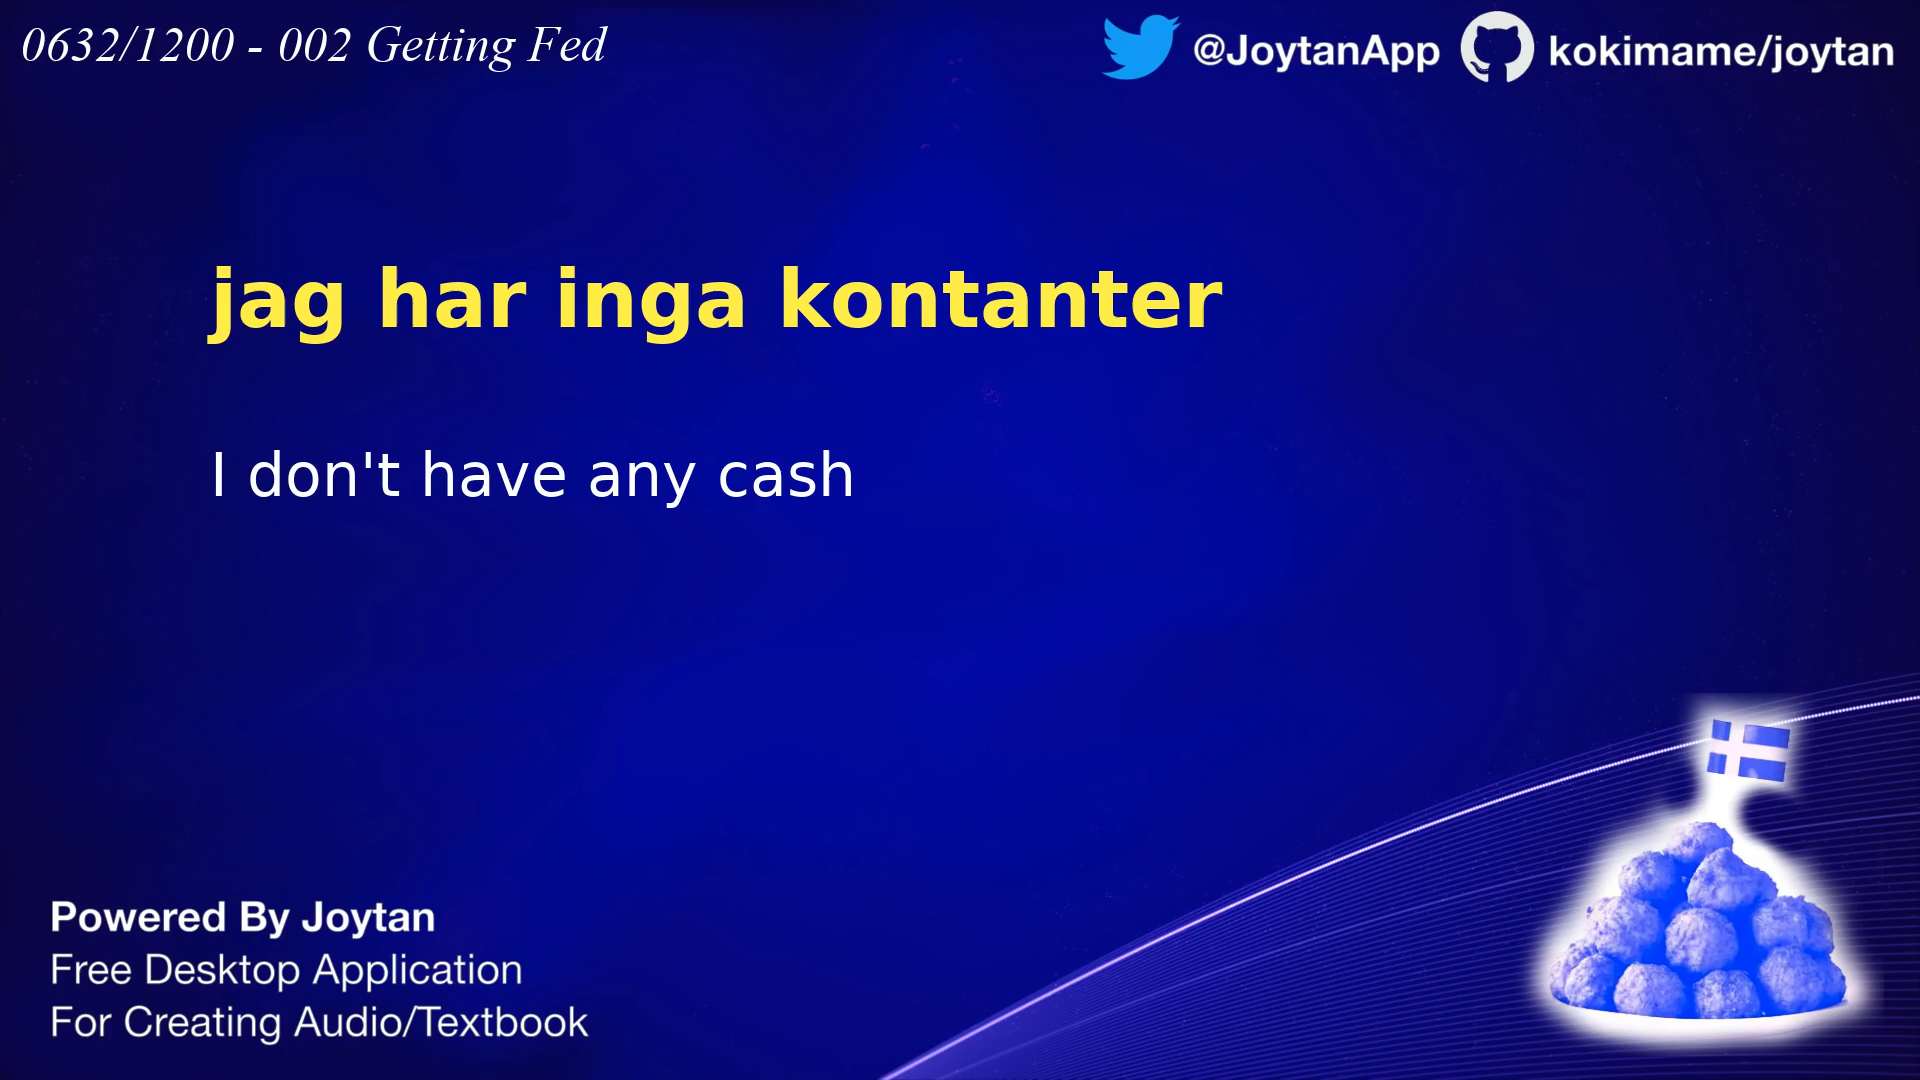 0632/1200 - 002 Getting Fed
@JoytanApp
kokimame/joytan
jag har inga kontanter
I don't have any cash
Powered By Joytan
Free Desktop Application
For Creating Audio/Textbook